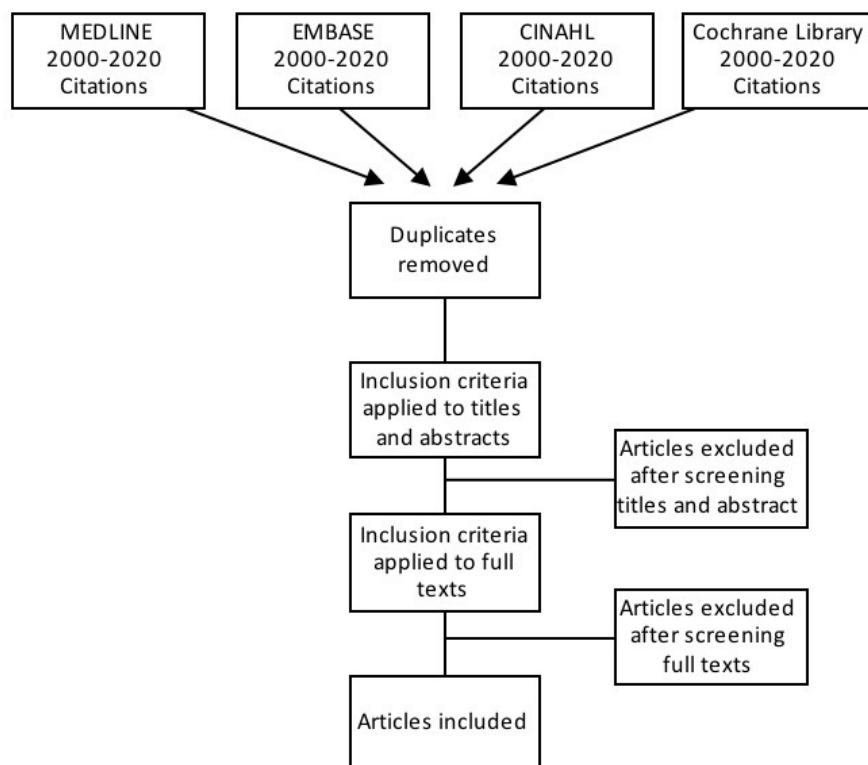 MEDLINE
2000-2020
Citations
EMBASE
2000-2020
Citations
CINAHL
2000-2020
Citations
Cochrane Library
2000-2020
Citations
Duplicates
removed
Inclusion criteria
applied to titles
and abstracts
Articles excluded
after screening
titles and abstract
Inclusion criteria
applied to full
texts
Articles excluded
after screening
full texts
Articles included